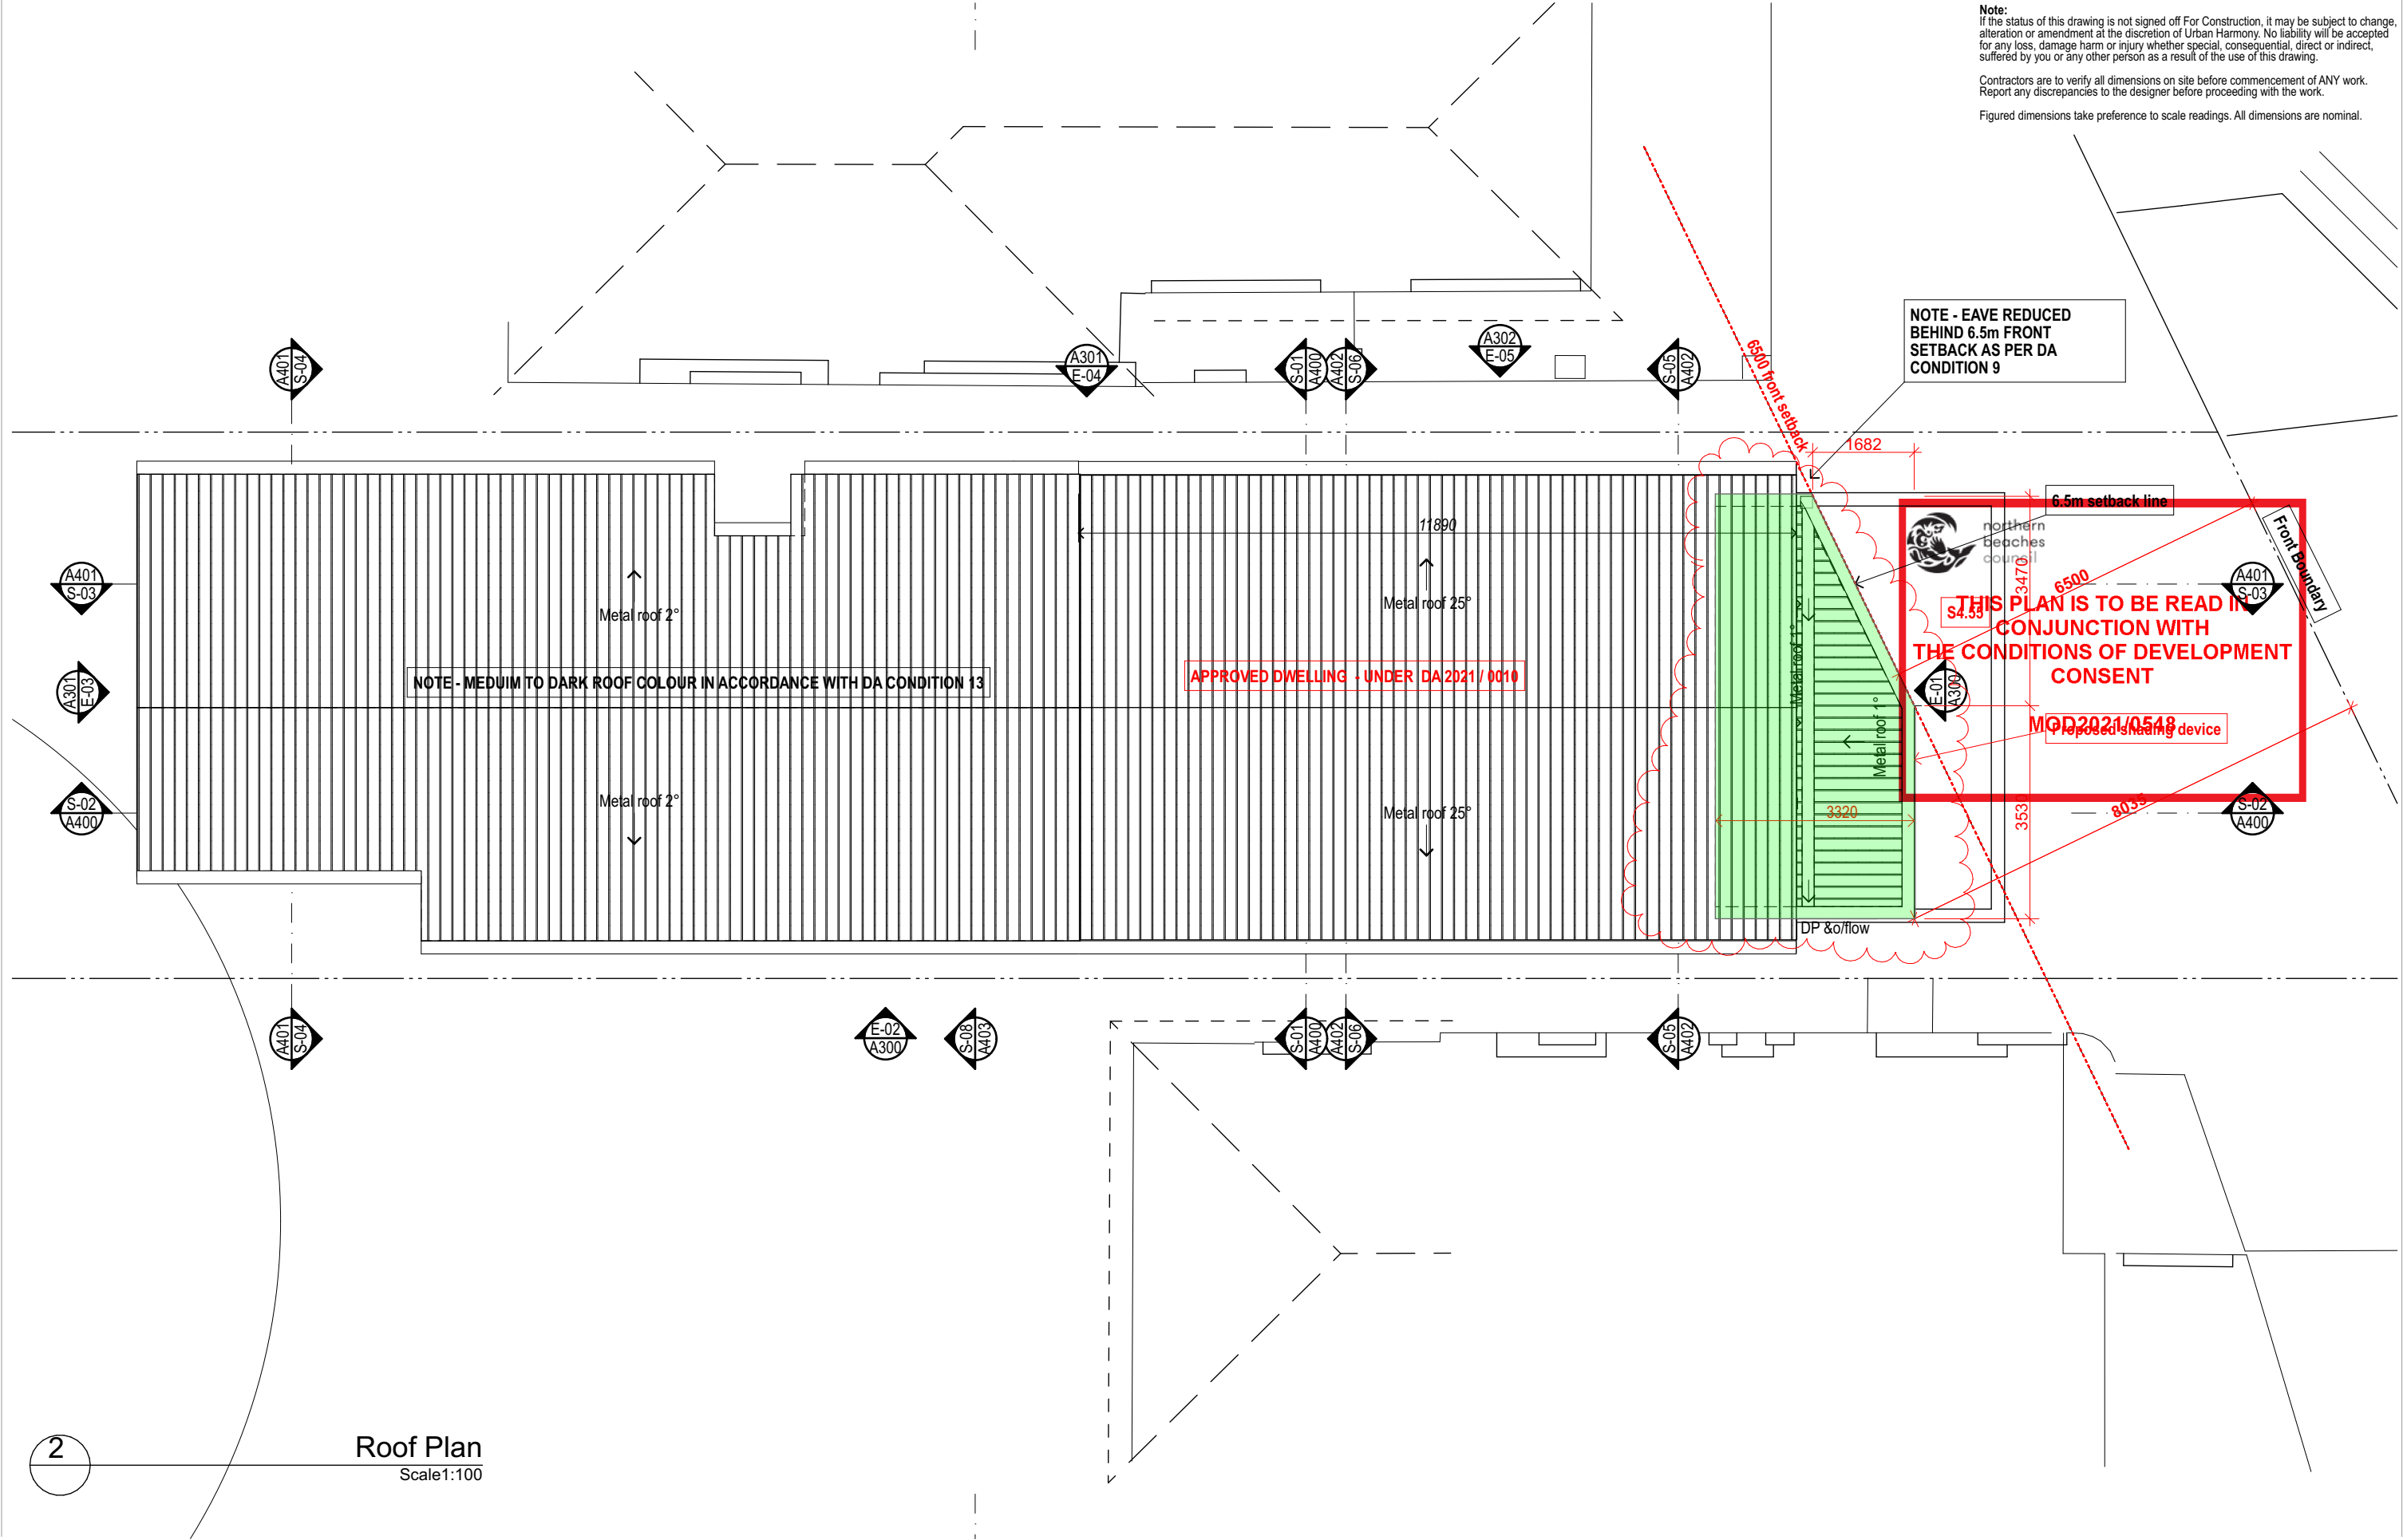 Note:
If the status of this drawing is not signed off For Construction, it may be subject to change,
alteration or amendment at the discretion of Urban Harmony. No liability will be accepted
for any loss, damage harm or injury whether special, consequential, direct or indirect,
suffered by you or any other person as a result of the use of this drawing.
Contractors are to verify all dimensions on site before commencement of ANY work.
Report any discrepancies to the designer before proceeding with the work.
Figured dimensions take preference to scale readings. All dimensions are nominal.
NOTE - EAVE REDUCED
BEHIND 6.5m FRONT
SETBACK AS PER DA
CONDITION 9
A401
S-04
A301
E-04
S-01
A400
A402
S-06
A302
E-05
S-05
A402
6500 front setback
1682
6.5m setback line
northern
beaches
council
Front Boundary
11890
3470
6500
A401
S-03
A401
S-03
Metal roof 2°
Metal roof 25°
S4.55
THIS PLAN IS TO BE READ IN
CONJUNCTION WITH
THE CONDITIONS OF DEVELOPMENT
CONSENT
MOD2021/0548
Proposed shading device
A301
E-03
NOTE - MEDUIM TO DARK ROOF COLOUR IN ACCORDANCE WITH DA CONDITION 13
APPROVED DWELLING - UNDER DA 2021 / 0010
Metal roof 1°
Metal roof 1°
E-01
A300
S-02
A400
Metal roof 2°
Metal roof 25°
3320
3530
8035
S-02
A400
DP &o/flow
A401
S-04
E-02
A300
S-08
A403
S-01
A400
A402
S-06
S-05
A402
2
Roof Plan
Scale1:100